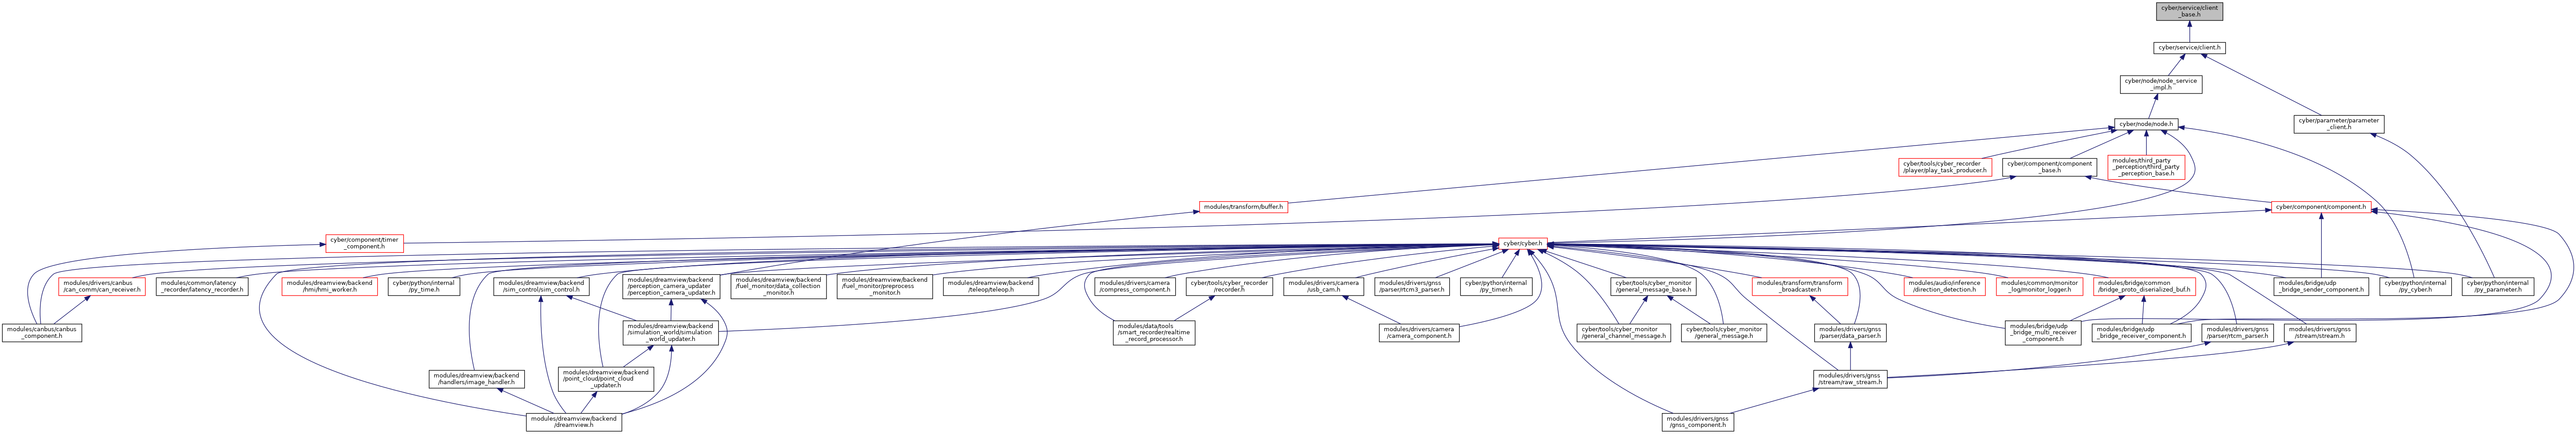 cyber/service/client
_base.h
cyber/service/client.h
cyber/node/node_service
_impl.h
cyber/node/node.h
cyber/parameter/parameter
_client.h
cyber/tools/cyber_recorder
/player/play_task_producer.h
cyber/component/component
_base.h
modules/third_party
_perception/third_party
_perception_base.h
modules/transform/buffer.h
cyber/component/component.h
cyber/component/timer
_component.h
cyber/cyber.h
modules/drivers/canbus
/can_comm/can_receiver.h
modules/common/latency
_recorder/latency_recorder.h
modules/dreamview/backend
/hmi/hmi_worker.h
cyber/python/internal
/py_time.h
modules/dreamview/backend
/sim_control/sim_control.h
modules/dreamview/backend
/perception_camera_updater
/perception_camera_updater.h
modules/dreamview/backend
/fuel_monitor/data_collection
_monitor.h
modules/dreamview/backend
/fuel_monitor/preprocess
_monitor.h
modules/dreamview/backend
/teleop/teleop.h
modules/drivers/camera
/compress_component.h
cyber/tools/cyber_recorder
/recorder.h
modules/drivers/camera
/usb_cam.h
modules/drivers/gnss
/parser/rtcm3_parser.h
cyber/python/internal
/py_timer.h
cyber/tools/cyber_monitor
/general_message_base.h
modules/transform/transform
_broadcaster.h
modules/audio/inference
/direction_detection.h
modules/common/monitor
_log/monitor_logger.h
modules/bridge/common
/bridge_proto_diserialized_buf.h
modules/bridge/udp
_bridge_sender_component.h
cyber/python/internal
/py_cyber.h
cyber/python/internal
/py_parameter.h
modules/canbus/canbus
_component.h
modules/dreamview/backend
/simulation_world/simulation
_world_updater.h
modules/data/tools
/smart_recorder/realtime
_record_processor.h
modules/drivers/camera
/camera_component.h
cyber/tools/cyber_monitor
/general_channel_message.h
cyber/tools/cyber_monitor
/general_message.h
modules/drivers/gnss
/parser/data_parser.h
modules/bridge/udp
_bridge_multi_receiver
_component.h
modules/bridge/udp
_bridge_receiver_component.h
modules/drivers/gnss
/parser/rtcm_parser.h
modules/drivers/gnss
/stream/stream.h
modules/dreamview/backend
/handlers/image_handler.h
modules/dreamview/backend
/point_cloud/point_cloud
_updater.h
modules/drivers/gnss
/stream/raw_stream.h
modules/dreamview/backend
/dreamview.h
modules/drivers/gnss
/gnss_component.h